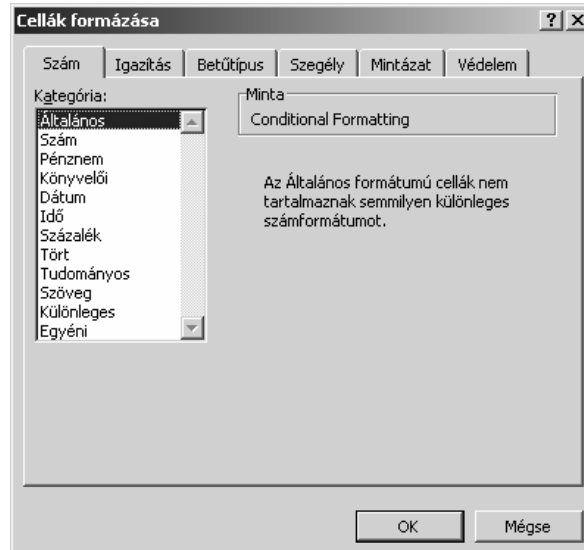 Cellák formázása
Szám Igazítás Betűtípus Szegély Mintázat Védelem
Kategória:
Általános
Szám
Pénznem
Könyvelői
Dátum
Idő
Százalék
Tört
Tudományos
Szöveg
Különleges
Egyéni
Minta
Conditional Formatting
Az Általános formátumú cellák nem
tartalmaznak semmilyen különleges
számformátumot.
OK Mégse